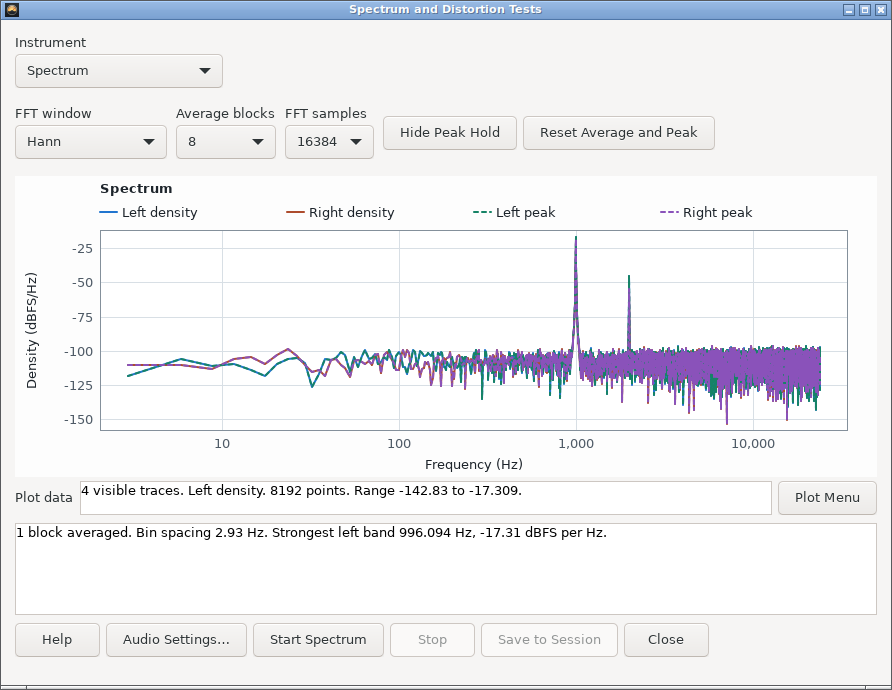 Spectrum and Distortion Tests
Instrument
Spectrum
FFT window
Average blocks
FFT samples
Hann
8
16384
Hide Peak Hold
Reset Average and Peak
Spectrum
Left density
Right density
Left peak
Right peak
Density (dBFS/Hz)
-25
-50
-75
-100
-125
-150
10
100
1,000
10,000
Frequency (Hz)
Plot data
4 visible traces. Left density. 8192 points. Range -142.83 to -17.309.
Plot Menu
1 block averaged. Bin spacing 2.93 Hz. Strongest left band 996.094 Hz, -17.31 dBFS per Hz.
Help
Audio Settings...
Start Spectrum
Stop
Save to Session
Close